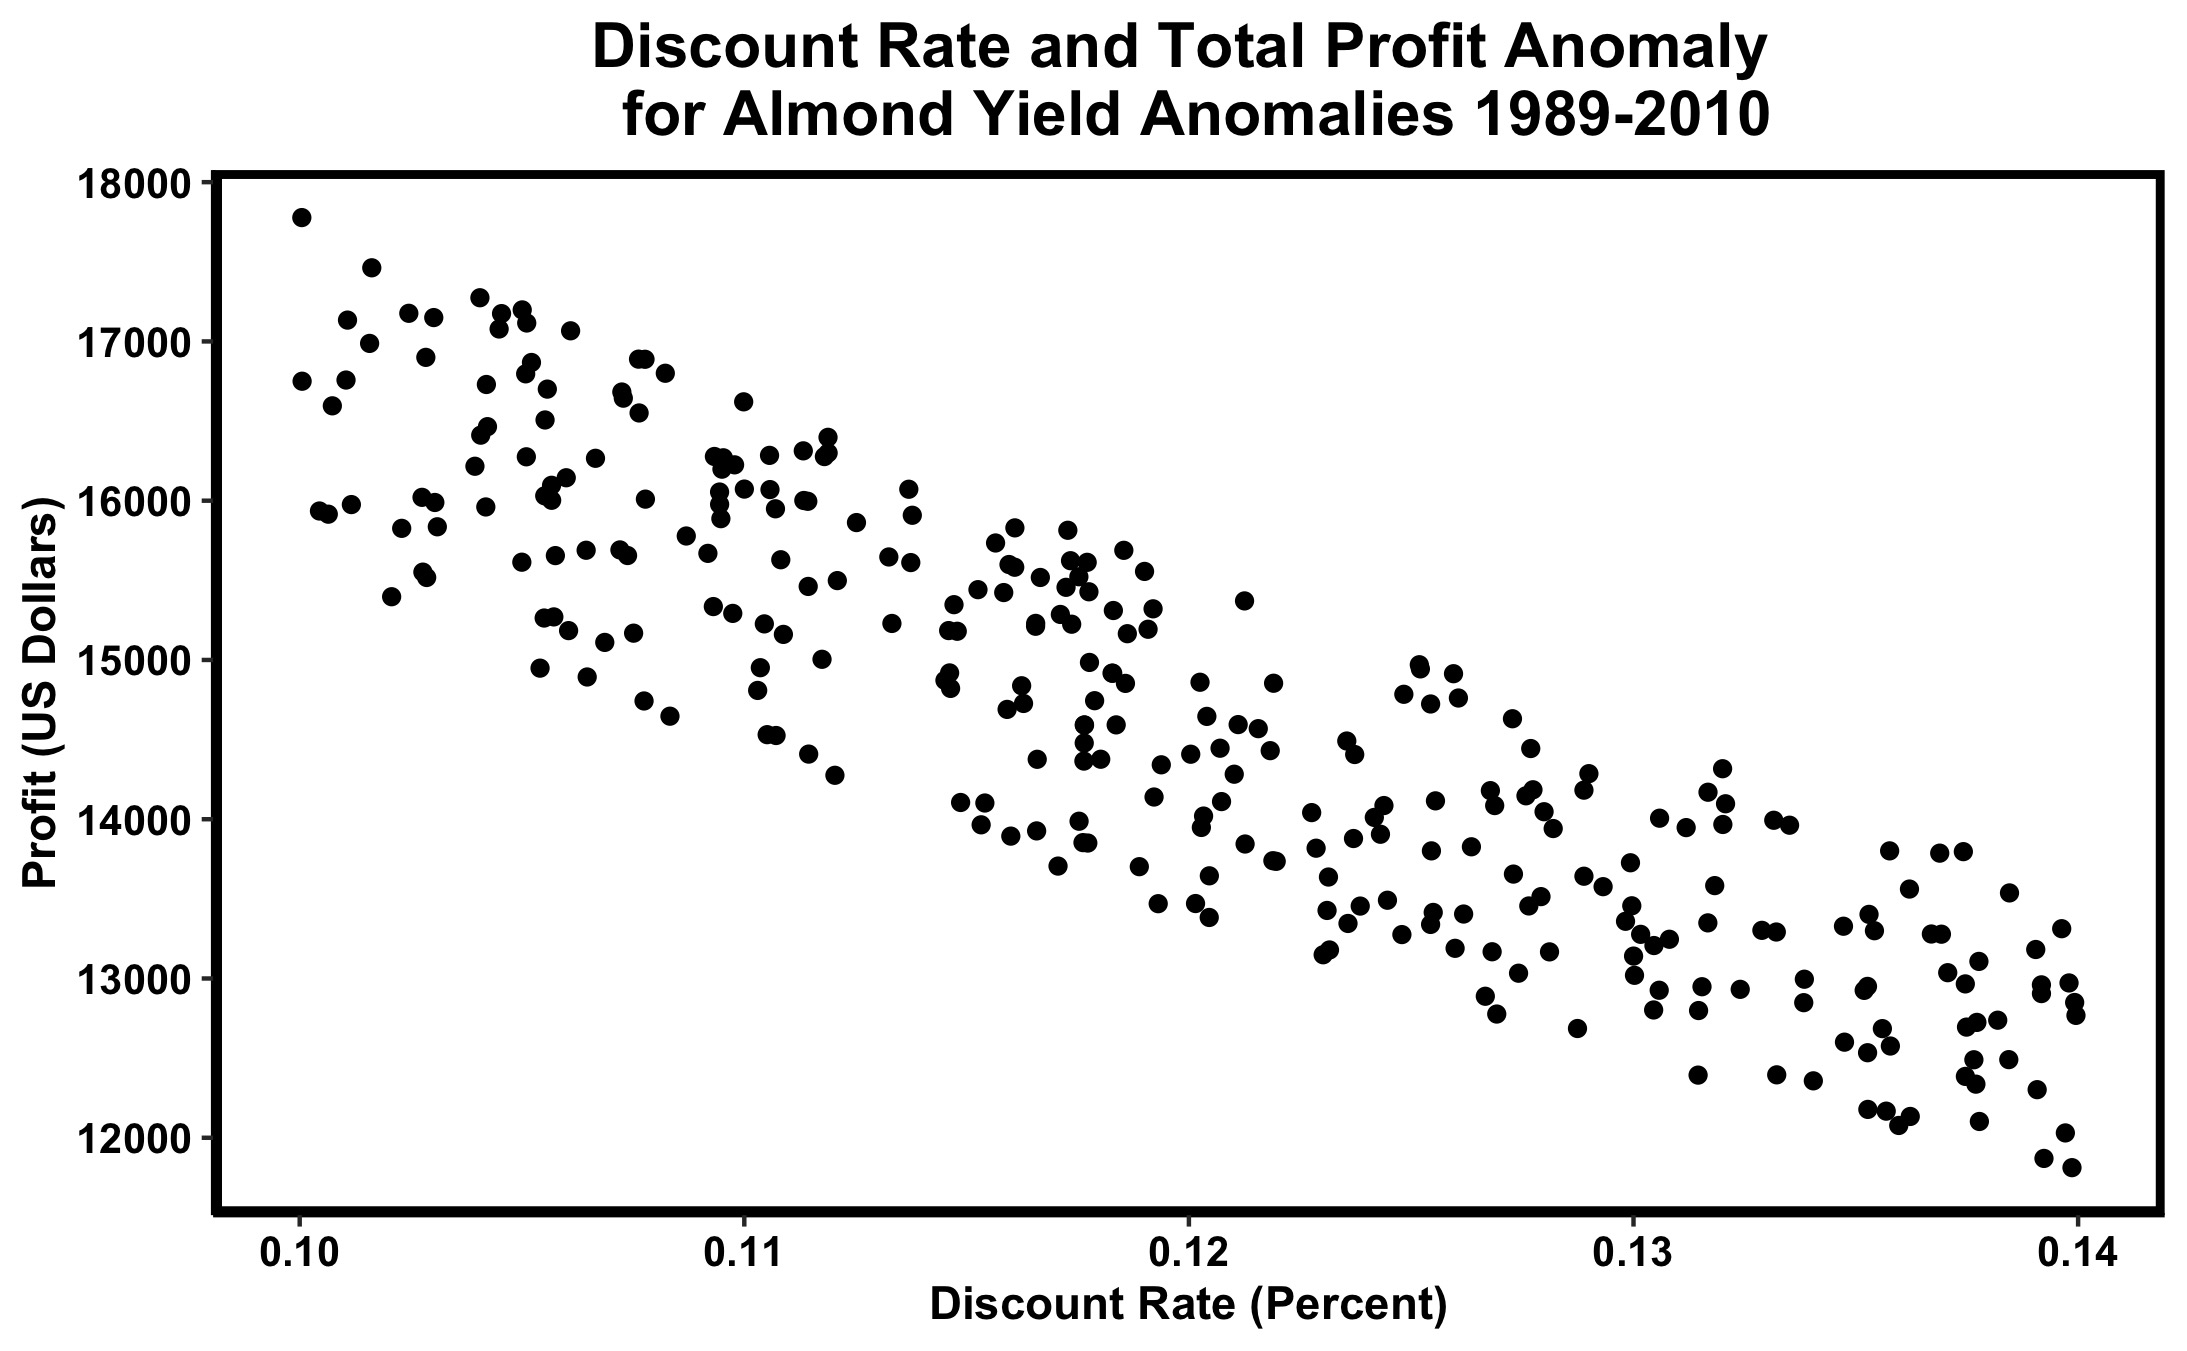 Discount Rate and Total Profit Anomaly
for Almond Yield Anomalies 1989-2010
18000
17000
16000
15000
14000
13000
12000
Profit (US Dollars)
0.10 0.11 0.12 0.13 0.14
Discount Rate (Percent)